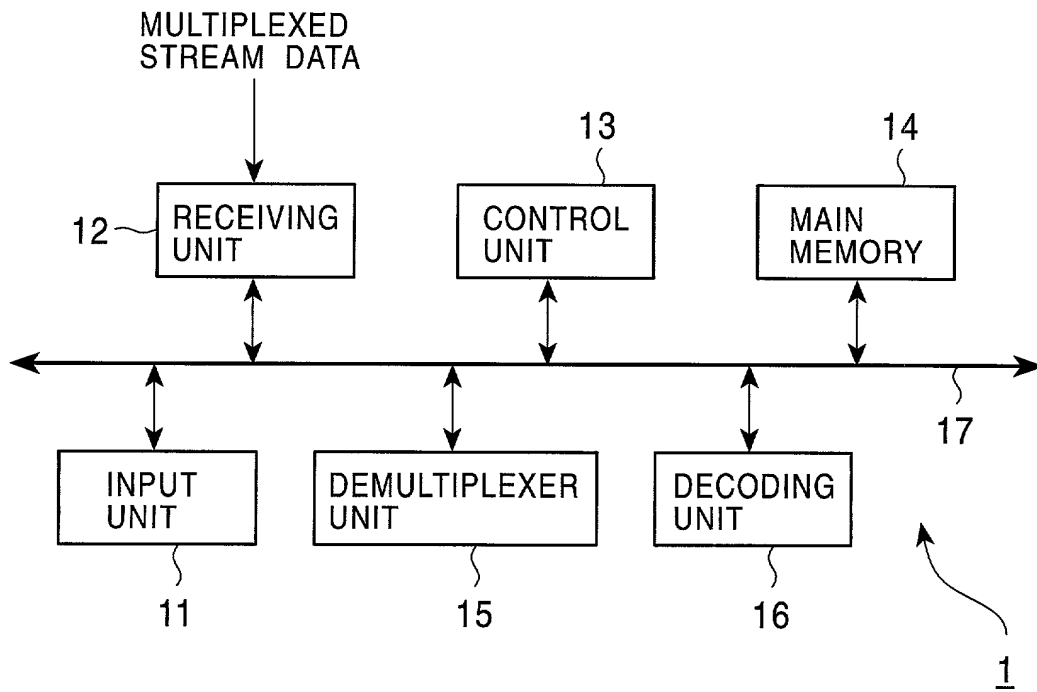 MULTIPLEXED
STREAM DATA
13
14
12
RECEIVING
UNIT
CONTROL
UNIT
MAIN
MEMORY
17
INPUT
UNIT
DEMULTIPLEXER
UNIT
DECODING
UNIT
11
15
16
1